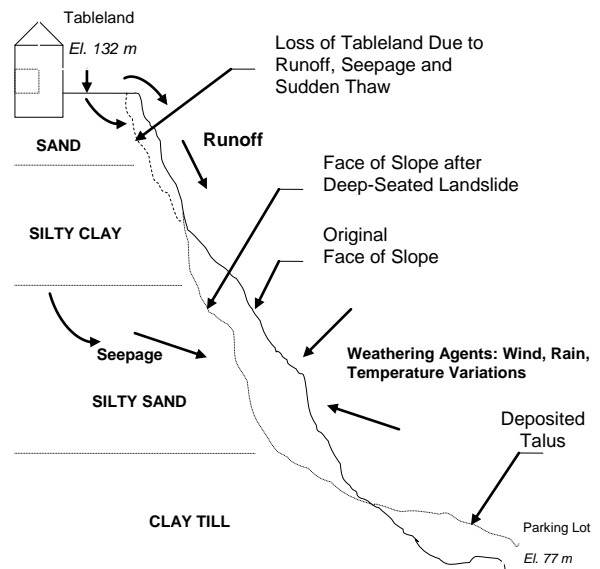 Tableland
El. 132 m
Loss of Tableland Due to
Runoff, Seepage and
Sudden Thaw
SAND
Runoff
Face of Slope after
Deep-Seated Landslide
SILTY CLAY
Original
Face of Slope
Seepage
Weathering Agents: Wind, Rain,
Temperature Variations
SILTY SAND
Deposited
Talus
CLAY TILL
Parking Lot
El. 77 m